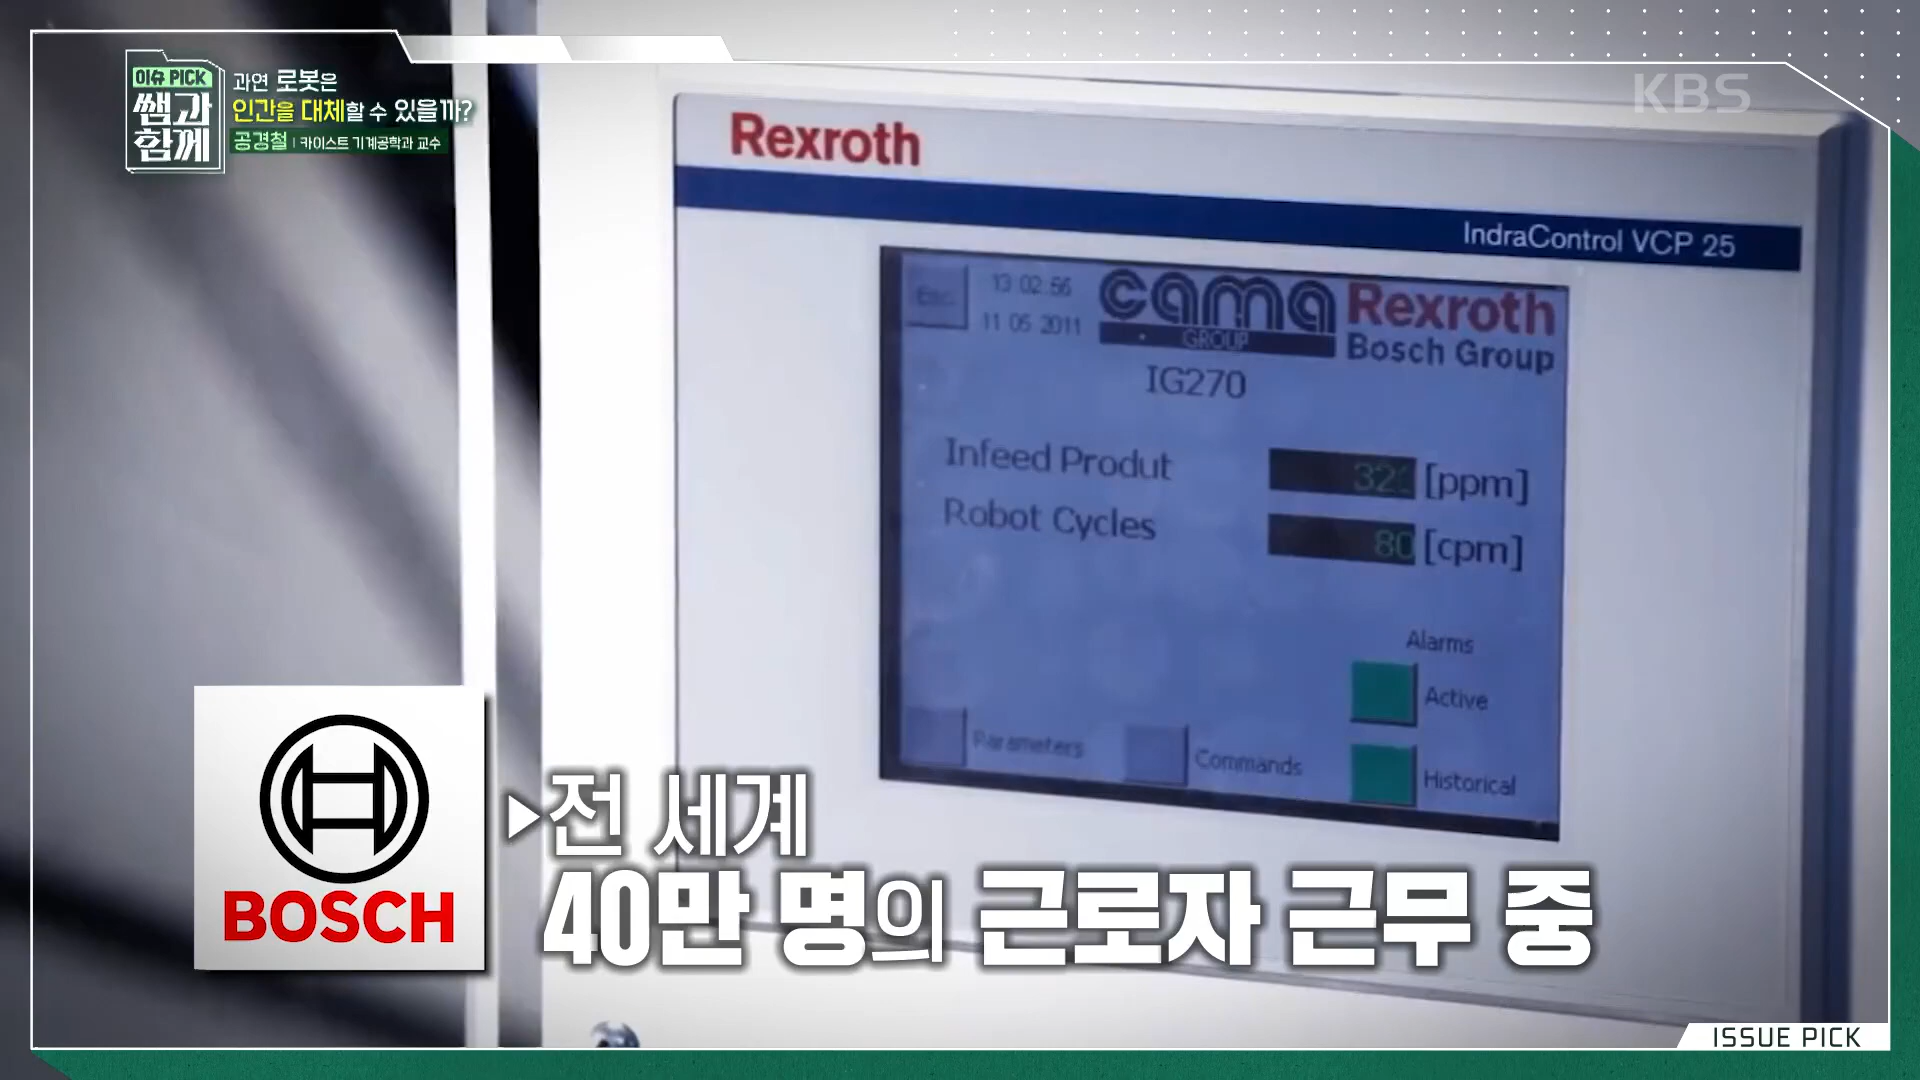 이슈 PICK
쌤과
함께
과연 로봇은
인간을 대체할 수 있을까?
공경철 | 카이스트 기계공학과 교수
KBS
Rexroth
IndraControl VCP 25
Esc
13 02.56
11 05 2011
cama
GROUP
Rexroth
Bosch Group
IG270
Infeed Produt
[ppm]
Robot Cycles
80 [cpm]
Alarms
Active
Parameters
Commands
Historical
BOSCH
▶전 세계
40만 명의 근로자 근무 중
ISSUE PICK